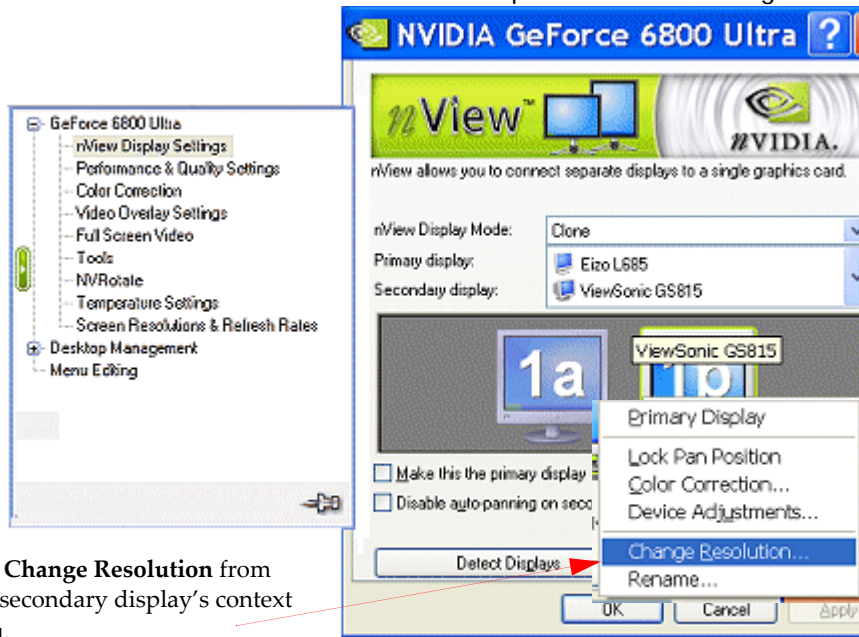 NVIDIA GeForce 6800 Ultra ?
nView™
NVIDIA.
nView allows you to connect separate displays to a single graphics card.
GeForce 6800 Ultra
nView Display Settings
Performance & Quality Settings
Color Correction
Video Overlay Settings
Full Screen Video
Tools
NVRotate
Temperature Settings
Screen Resolutions & Refresh Rates
Desktop Management
Menu Editing
nView Display Mode: Clone
Primary display: Eizo L685
Secondary display: ViewSonic GS815
ViewSonic GS815
1a
Primary Display
Lock Pan Position
Color Correction...
Device Adjustments...
Change Resolution...
Rename...
Make this the primary display
Disable auto-panning on seco
Detect Displays
OK Cancel Apply
Change Resolution from
secondary display's context